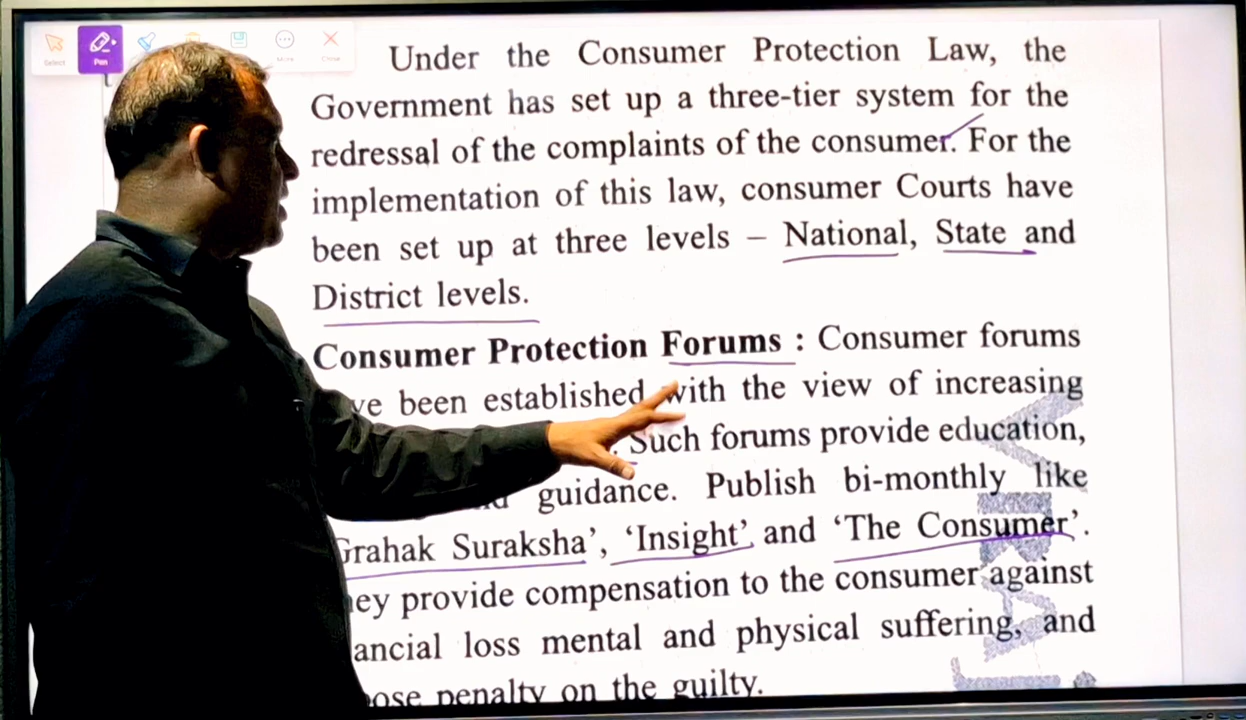 Select Pen More Close
Under the Consumer Protection Law, the
Government has set up a three-tier system for the
redressal of the complaints of the consumer. For the
implementation of this law, consumer Courts have
been set up at three levels – National, State and
District levels.
Consumer Protection Forums : Consumer forums
ve been established with the view of increasing
. Such forums provide education,
guidance. Publish bi-monthly like
Grahak Suraksha’, ‘Insight’, and ‘The Consumer’.
ey provide compensation to the consumer against
ancial loss mental and physical suffering, and
ose penalty on the guilty.